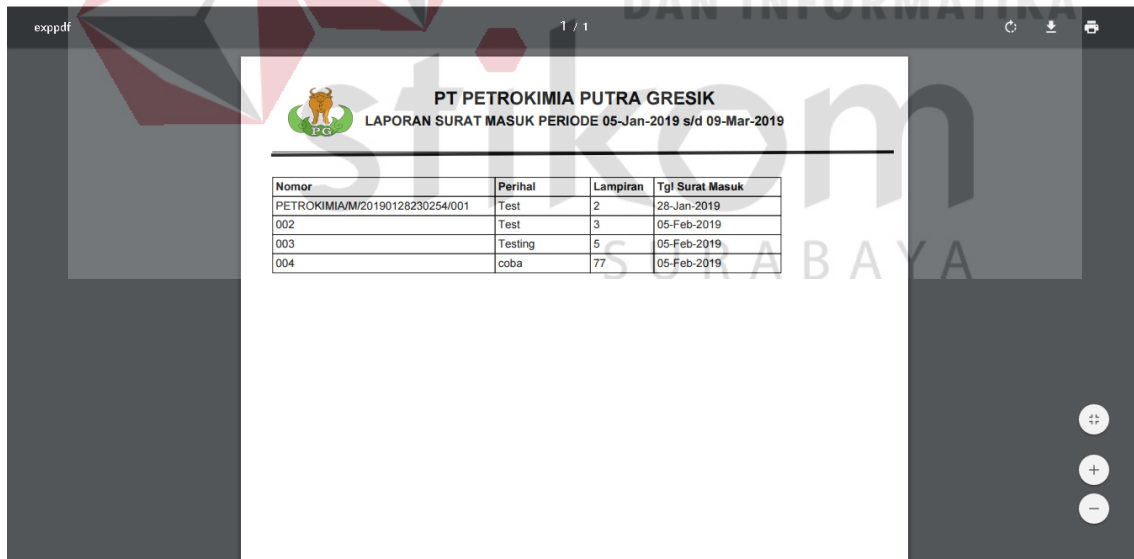 DAN INFORMATIKA
exppdf 1 / 1
stikom
SURABAYA
PG
PT PETROKIMIA PUTRA GRESIK
LAPORAN SURAT MASUK PERIODE 05-Jan-2019 s/d 09-Mar-2019
Nomor Perihal Lampiran Tgl Surat Masuk
PETROKIMIA/M/20190128230254/001 Test 2 28-Jan-2019
002 Test 3 05-Feb-2019
003 Testing 5 05-Feb-2019
004 coba 77 05-Feb-2019